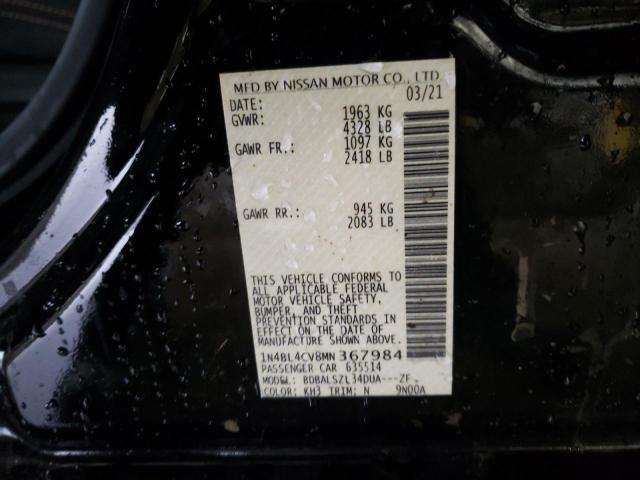 MFD BY NISSAN MOTOR CO., LTD
DATE: 03/21
GVWR: 1963 KG
4328 LB
GAWR FR.: 1097 KG
2418 LB
GAWR RR.: 945 KG
2083 LB
THIS VEHICLE CONFORMS TO
ALL APPLICABLE FEDERAL
MOTOR VEHICLE SAFETY,
BUMPER, AND THEFT
PREVENTION STANDARDS IN
EFFECT ON THE DATE OF
MANUFACTURE SHOWN ABOVE.
1N4BL4CV8MN 367984
PASSENGER CAR 635514
MODEL: BDBALSZL34DUA---ZF
COLOR: KH3 TRIM: N 9N00A